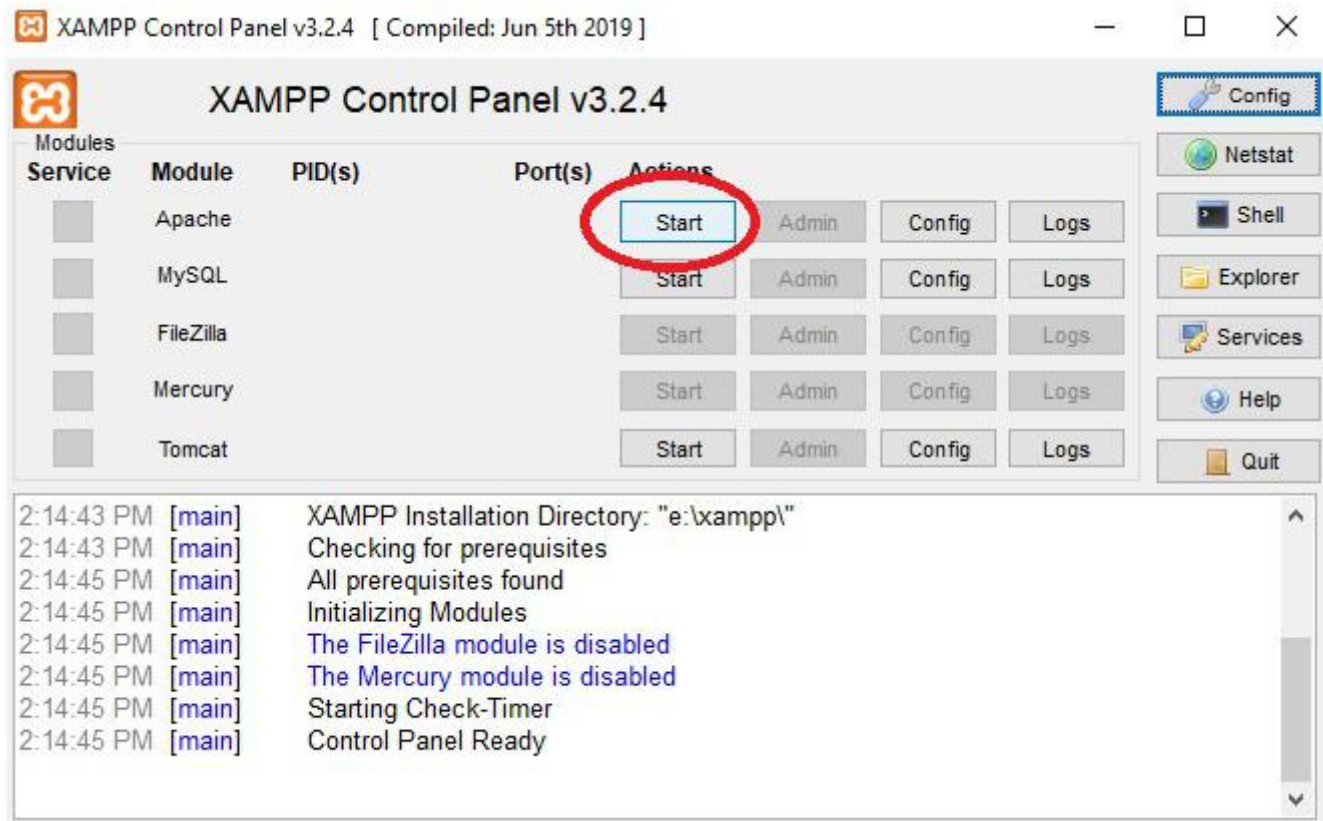 XAMPP Control Panel v3.2.4 [ Compiled: Jun 5th 2019 ]
XAMPP Control Panel v3.2.4
Config
Modules
Netstat
Service Module PID(s) Port(s) Actions
Apache Start Admin Config Logs
Shell
MySQL Start Admin Config Logs
Explorer
FileZilla Start Admin Config Logs
Services
Mercury Start Admin Config Logs
Help
Tomcat Start Admin Config Logs
Quit
2:14:43 PM [main] XAMPP Installation Directory: "e:\xampp\"
2:14:43 PM [main] Checking for prerequisites
2:14:45 PM [main] All prerequisites found
2:14:45 PM [main] Initializing Modules
2:14:45 PM [main] The FileZilla module is disabled
2:14:45 PM [main] The Mercury module is disabled
2:14:45 PM [main] Starting Check-Timer
2:14:45 PM [main] Control Panel Ready